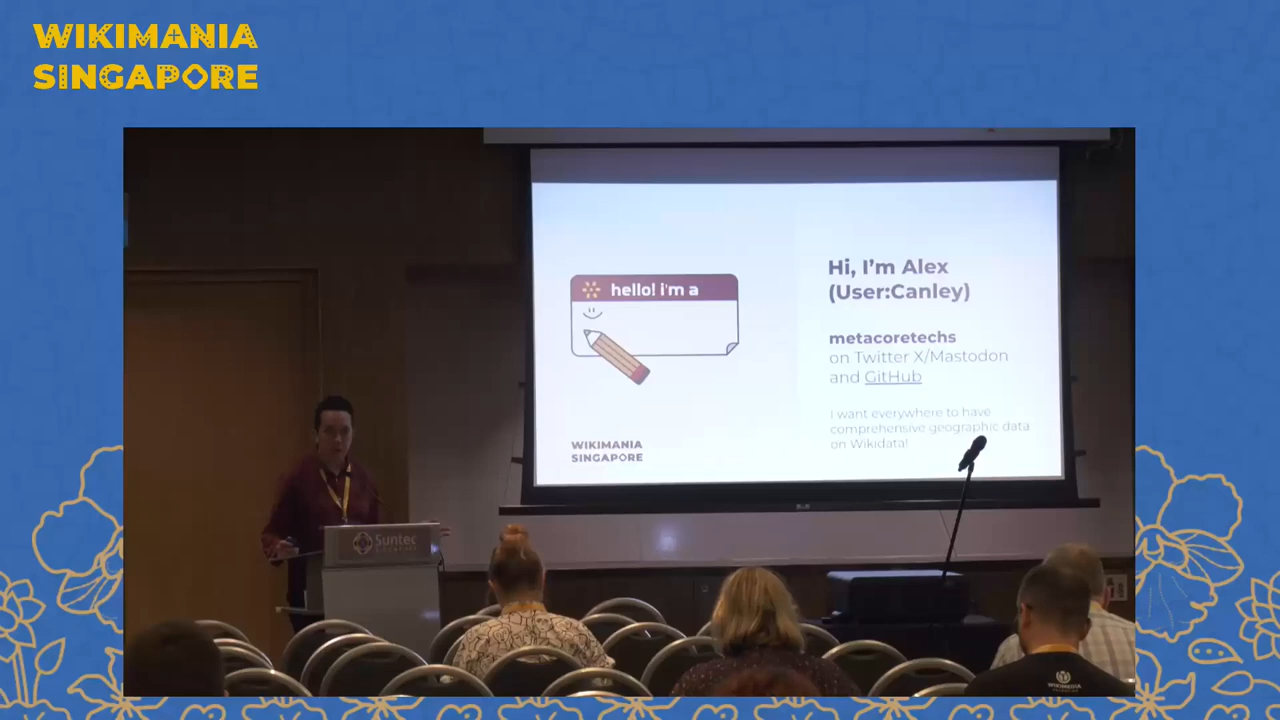 WIKIMANIA
SINGAPORE
hello! i'm a
Hi, I'm Alex
(User:Canley)
metacoretechs
on Twitter X/Mastodon
and GitHub
I want everywhere to have
comprehensive geographic data
on Wikidata!
WIKIMANIA
SINGAPORE
Suntec
WIKIMANIA